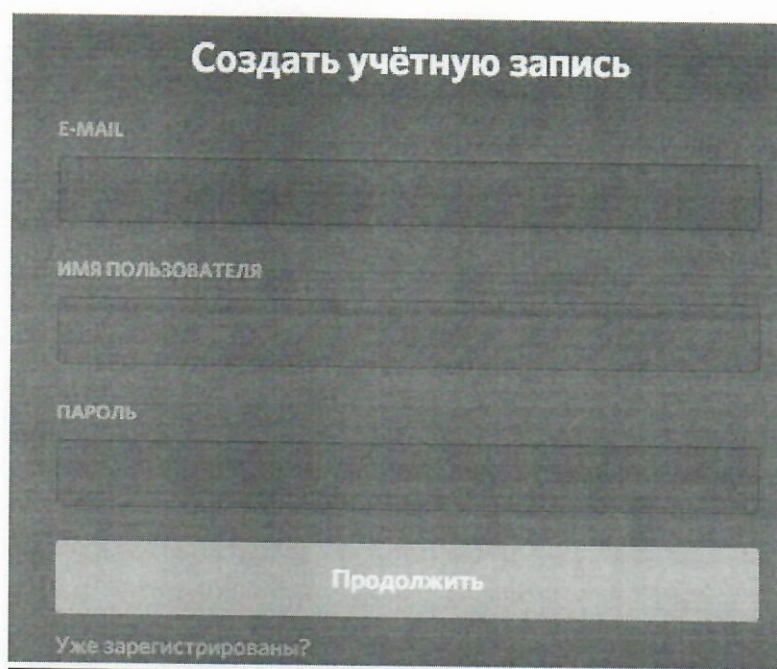 Создать учётную запись
E-MAIL
ИМЯ ПОЛЬЗОВАТЕЛЯ
ПАРОЛЬ
Продолжить
Уже зарегистрированы?